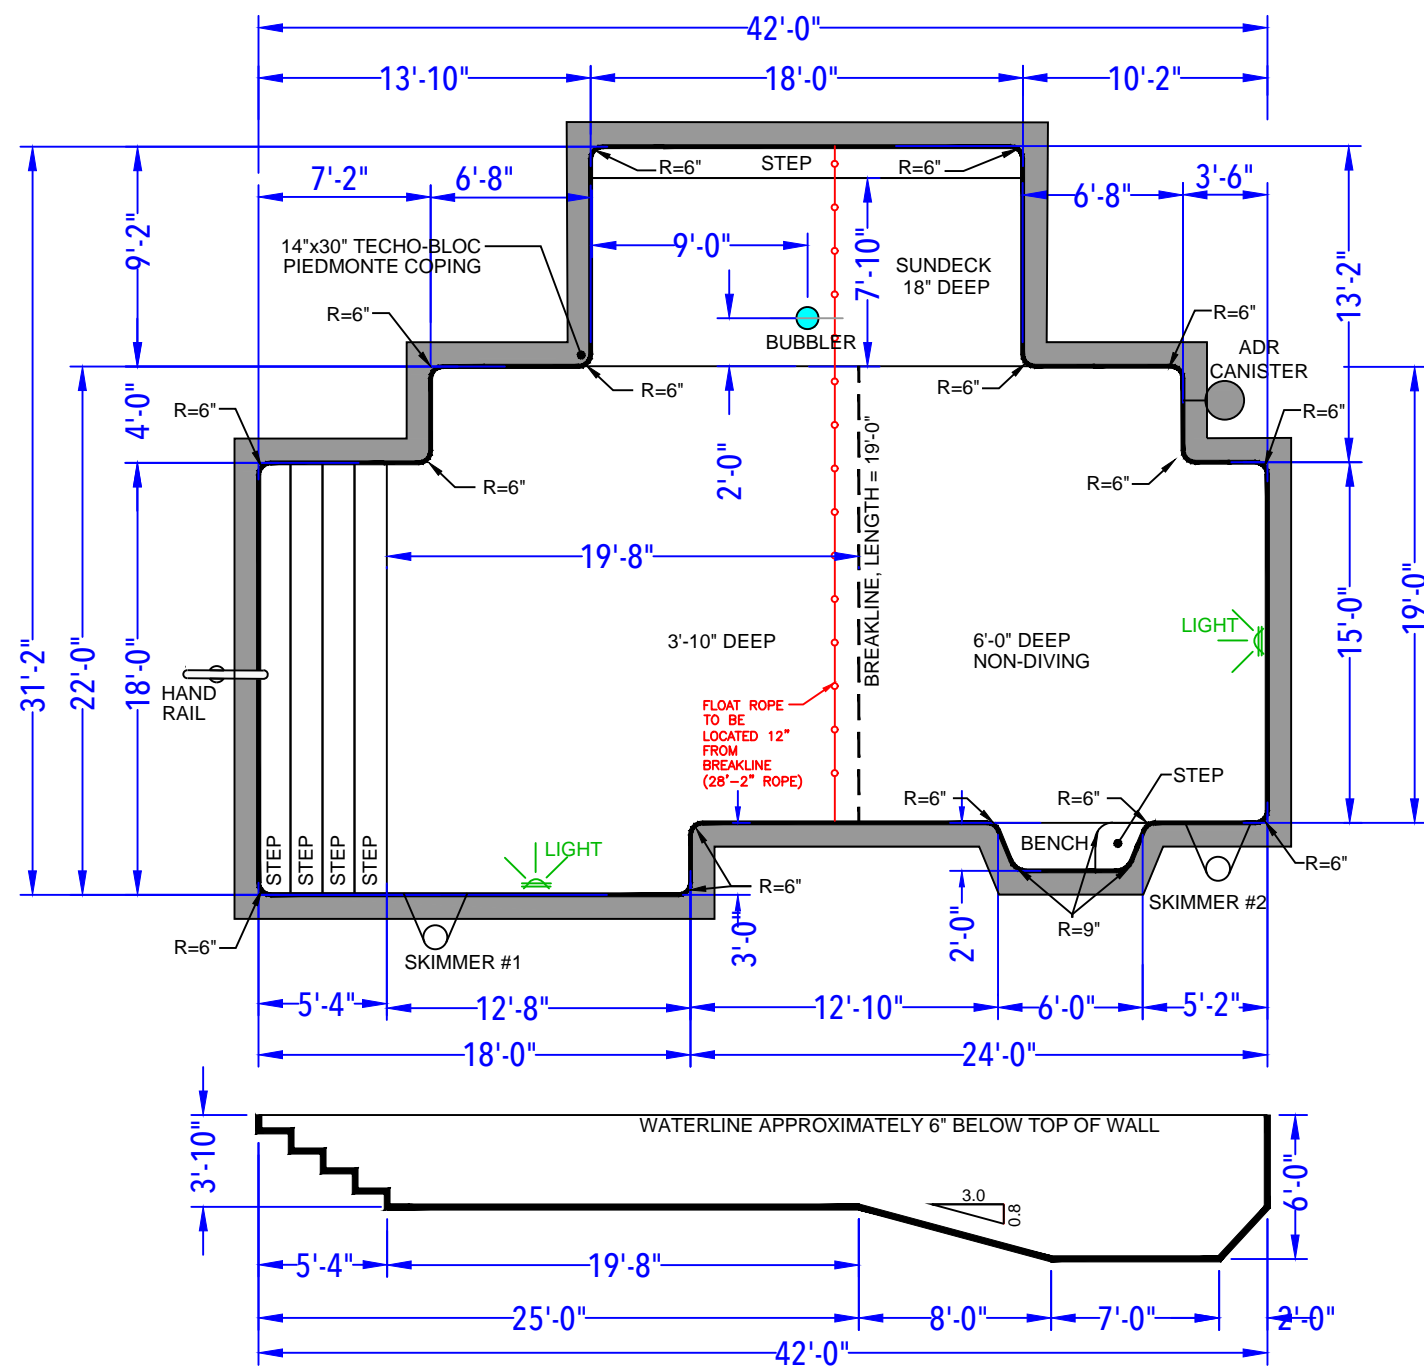 42'-0"
13'-10"
18'-0"
10'-2"
7'-2"
6'-8"
R=6"
STEP
R=6"
6'-8"
3'-6"
9'-2"
14"x30" TECHO-BLOC
PIEDMONTE COPING
9'-0"
7'-10"
SUNDECK
18" DEEP
13'-2"
R=6"
BUBBLER
R=6"
ADR
CANISTER
R=6"
R=6"
4'-0"
R=6"
R=6"
R=6"
2'-0"
R=6"
BREAKLINE, LENGTH = 19'-0"
19'-8"
31'-2"
22'-0"
18'-0"
15'-0"
19'-0"
3'-10" DEEP
6'-0" DEEP
NON-DIVING
LIGHT
HAND
RAIL
FLOAT ROPE
TO BE
LOCATED 12"
FROM
BREAKLINE
(28'-2" ROPE)
STEP
R=6"
R=6"
BENCH
STEP
STEP
STEP
STEP
LIGHT
R=6"
R=6"
SKIMMER #2
R=9"
R=6"
SKIMMER #1
3'-0"
2'-0"
5'-4"
12'-8"
12'-10"
6'-0"
5'-2"
18'-0"
24'-0"
WATERLINE APPROXIMATELY 6" BELOW TOP OF WALL
3'-10"
3.0
0.8
6'-0"
5'-4"
19'-8"
25'-0"
8'-0"
7'-0"
2'-0"
42'-0"